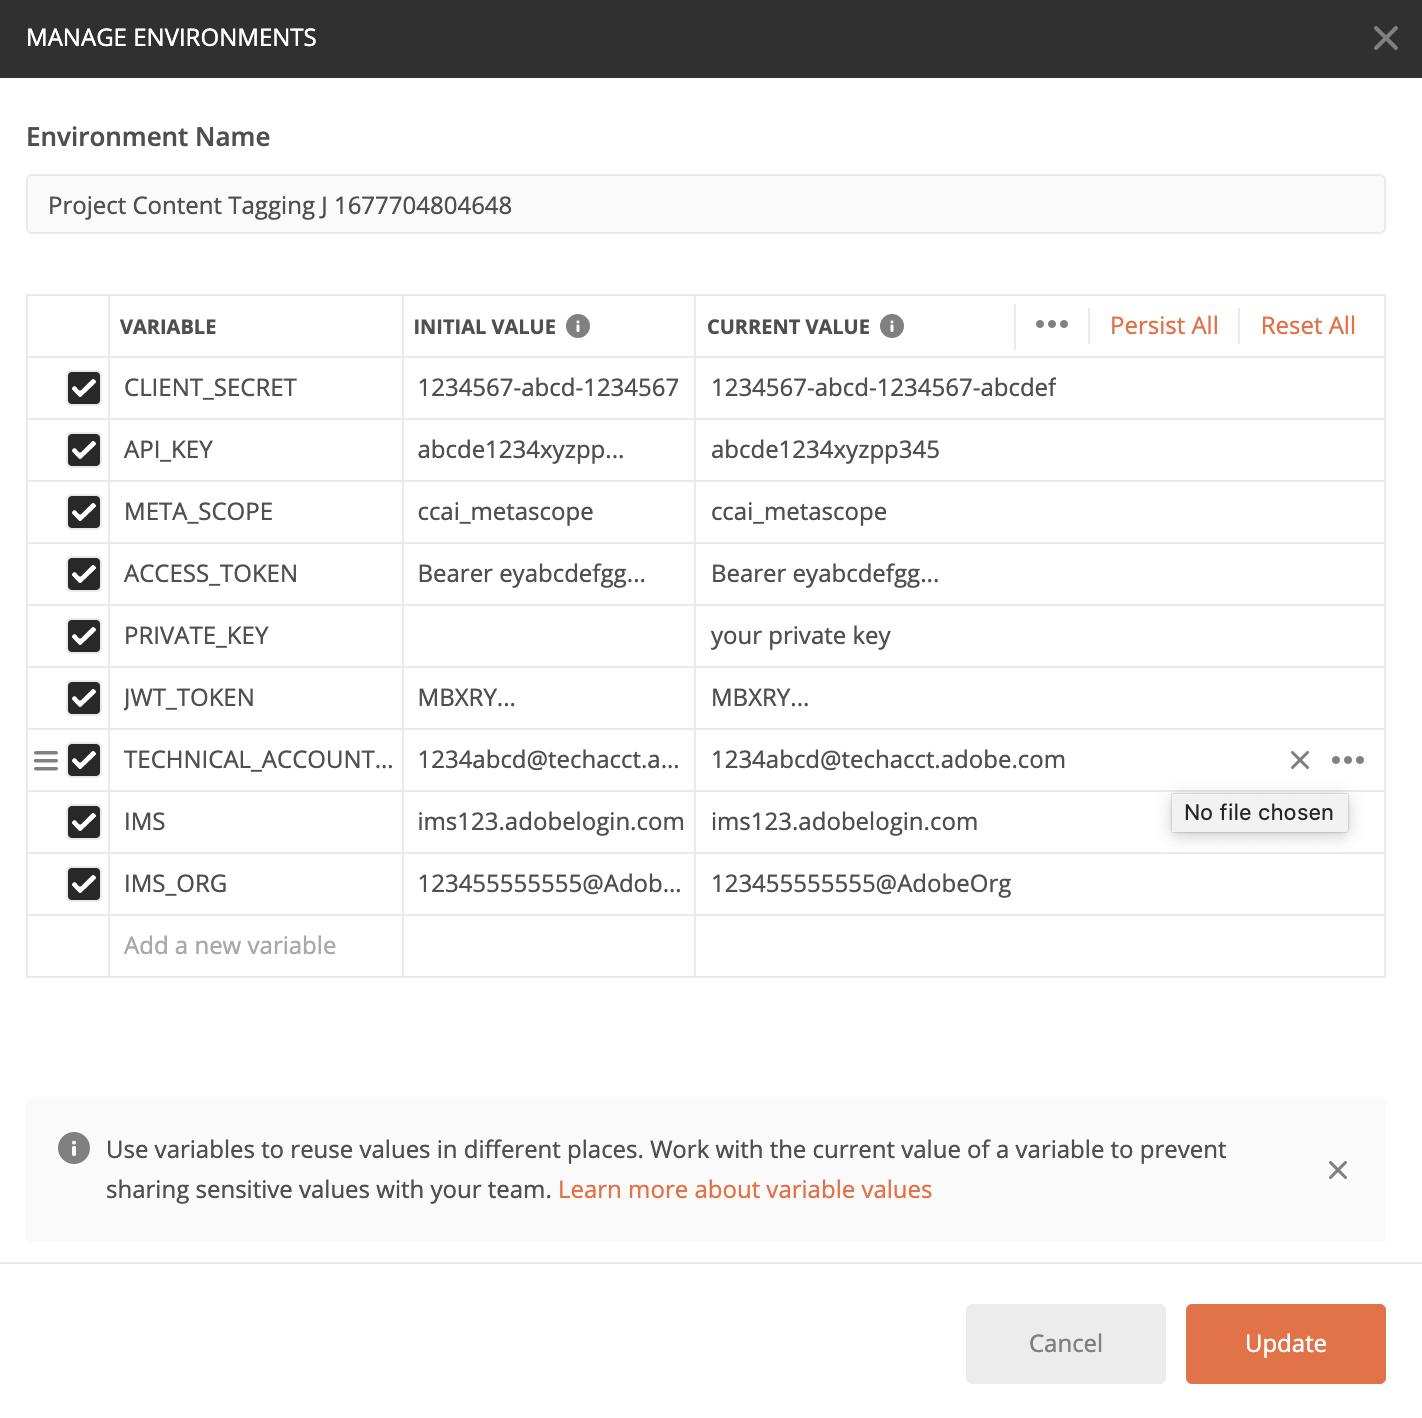 MANAGE ENVIRONMENTS
Environment Name
Project Content Tagging J 1677704804648
VARIABLE INITIAL VALUE CURRENT VALUE Persist All Reset All
CLIENT_SECRET 1234567-abcd-1234567 1234567-abcd-1234567-abcdef
API_KEY abcde1234xyzpp... abcde1234xyzpp345
META_SCOPE ccai_metascope ccai_metascope
ACCESS_TOKEN Bearer eyabcdefgg... Bearer eyabcdefgg...
PRIVATE_KEY your private key
JWT_TOKEN MBXRY... MBXRY...
TECHNICAL_ACCOUNT... 1234abcd@techacct.a... 1234abcd@techacct.adobe.com
No file chosen
IMS ims123.adobelogin.com ims123.adobelogin.com
IMS_ORG 123455555555@Adob... 123455555555@AdobeOrg
Add a new variable
Use variables to reuse values in different places. Work with the current value of a variable to prevent
sharing sensitive values with your team. Learn more about variable values
Cancel Update